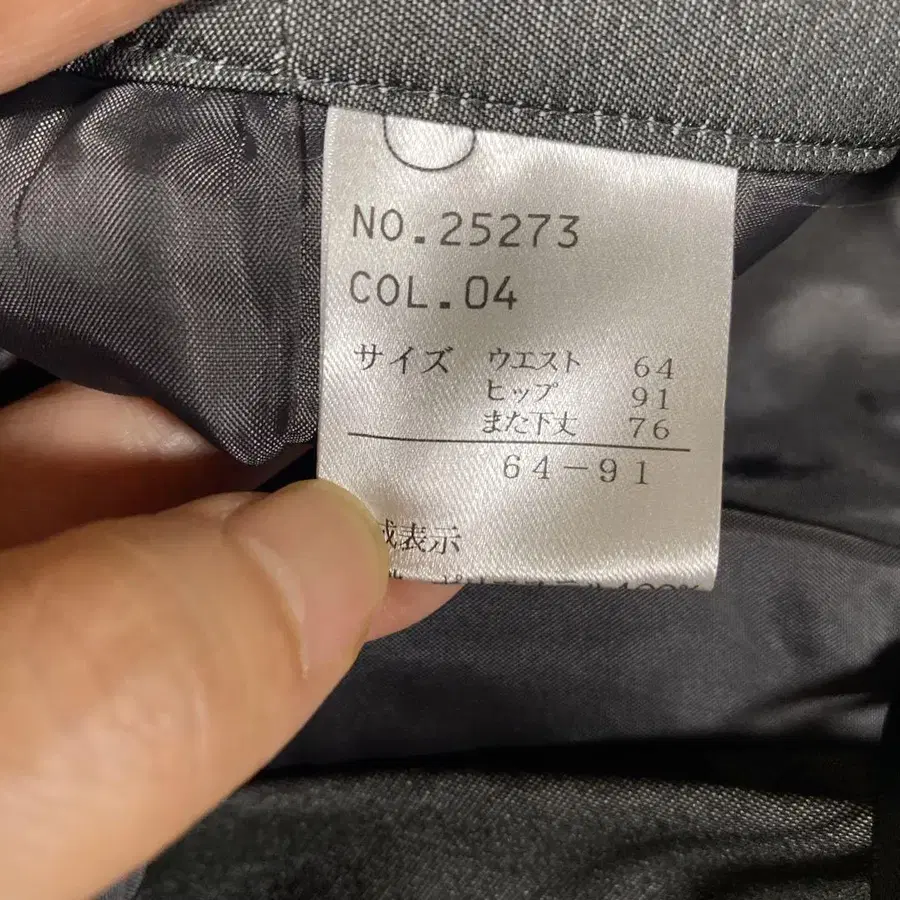 NO.25273
COL.04
サイズ ウエスト 64
ヒップ 91
また下丈 76
64-91
成表示